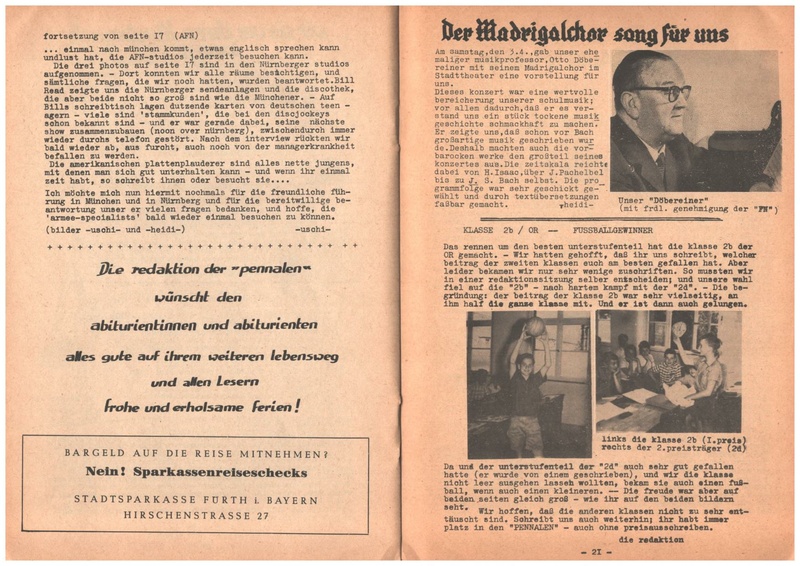 fortsetzung von seite I7 (AFN)
... einmal nach münchen kommt, etwas englisch sprechen kann
undlust hat, die AFN-studios jederzeit besuchen kann.
Die drei photos auf seite I7 sind in den Nürnberger studios
aufgenommen. - Dort konnten wir alle räume besichtigen, und
sämtliche fragen, die wir noch hatten, wurden beantwortet.Bill
Read zeigte uns die Nürnberger sendeanlagen und die discothek,
die aber beide nicht so groß sind wie die Münchener. - Auf
Bills schreibtisch lagen dutzende karten von deutschen teen -
agern - viele sind 'stammkunden', die bei den discjockeys
schon bekannt sind - und er war gerade dabei, seine nächste
show zusammenzubauen (noon over nürnberg), zwischendurch immer
wieder durchs telefon gestört. Nach dem interview rückten wir
bald wieder ab, aus furcht, auch noch von der managerkrankheit
befallen zu werden.
Die amerikanichen plattenplauderer sind alles nette jungens,
mit denen man sich gut unterhalten kann - und wenn ihr einmal
zeit habt, so schreibt ihnen oder besucht sie....
Ich möchte mich nun hiermit nochmals für die freundliche füh-
rung in München und in Nürnberg und für die bereitwillige be-
antwortung unser er vielen fragen bedanken, und hoffe, die
'armee-specialists' bald wieder einmal besuchen zu können.
(bilder -uschi- und -heidi-) -uschi-
Die redaktion der "pennalen"
wünscht den
abiturientinnen und abiturienten
alles gute auf ihrem weiteren lebensweg
und allen Lesern
frohe und erholsame ferien!
BARGELD AUF DIE REISE MITNEHMEN?
Nein! Sparkassenreiseschecks
STADTSPARKASSE FÜRTH i. BAYERN
HIRSCHENSTRASSE 27
Der Madrigalchor sang für uns
Am samstag,den 3.4.,gab unser ehe
maliger musikprofessor,Otto Döbe-
reiner mit seinem Madrigalchor im
Stadttheater eine vorstellung für
uns.
Dieses konzert war eine wertvolle
bereicherung unserer schulmusik;
vor allem dadurch,daß er es ver-
stand uns ein stück tockene musik
geschichte schmackhaft zu machen.
Er zeigte uns,daß schon vor Bach
großartige musik geschrieben wur
de.Deshalb machten auch die vor-
barocken werke den großteil seines
konzertes aus.Die zeitskala reichte
dabei von H.Isaac,über J.Pachelbel
bis zu J. S. Bach selbst. Die pro
grammfolge war sehr geschickt ge-
wählt und durch textübersetzungen
faßbar gemacht. -heidi-
Unser "Döbereiner"
(mit frdl. genehmigung der "FN")
KLASSE 2b / OR -- FUSSBALLGEWINNER
Das rennen um den besten unterstufenteil hat die klasse 2b der
OR gemacht. - Wir hatten gehofft, daß ihr uns schreibt, welcher
beitrag der zweiten klassen euch am besten gefallen hat. Aber
leider bekamen wir nur sehr wenige zuschriften. So mussten wir
in einer redaktionssitzung selber entscheiden; und unsere wahl
fiel auf die "2b" - nach hartem kampf mit der "2d". - Die be-
gründung: der beitrag der klasse 2b war sehr vielseitig, an
ihm half die ganze klasse mit. Und er ist dann auch gelungen.
links die klasse 2b (I.preis)
rechts der 2.preisträger (2d)
Da und der unterstufenteil der "2d" auch sehr gut gefallen
hatte (er wurde von einem geschrieben), und wir die klasse
nicht leer ausgehen lassen wollten, bekam sie auch einen fuß-
ball, wenn auch einen kleineren. -- Die freude war aber auf
beiden seiten gleich groß - wie ihr auf den beiden bildern
seht.
Wir hoffen, daß die anderen klassen nicht zu sehr ent-
täuscht sind. Schreibt uns auch weiterhin; ihr habt immer
platz in den "PENNALEN" - auch ohne preisausschreiben.
die redaktion
- 2I -